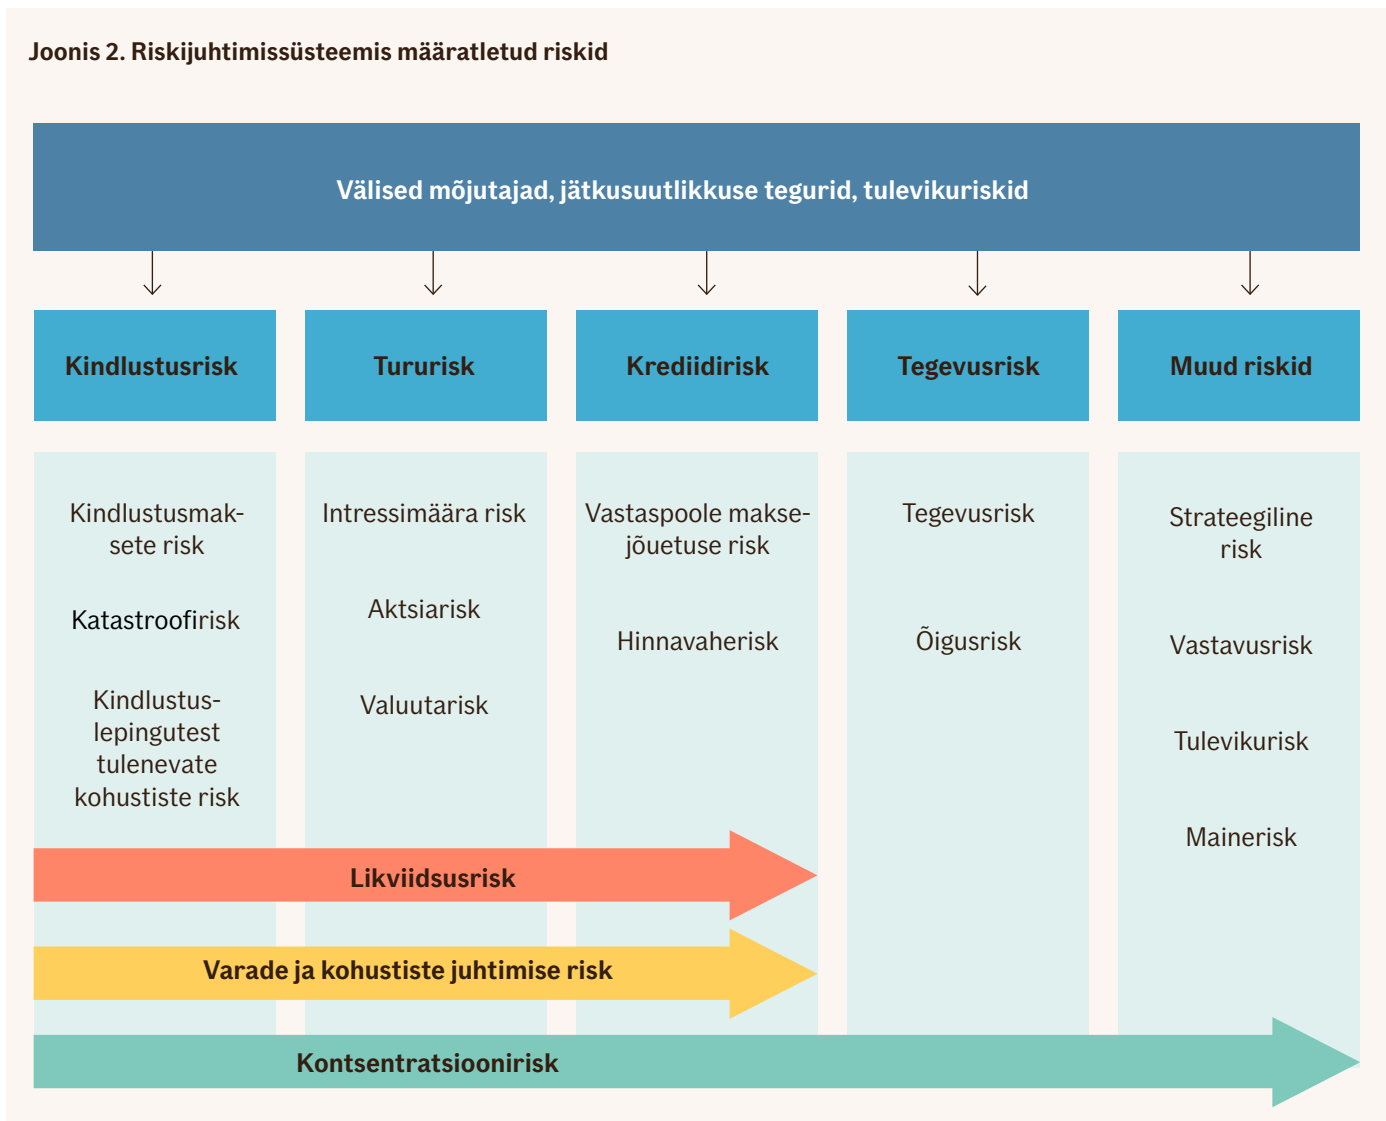 Joonis 2. Riskijuhtimissüsteemis määratletud riskid
Välised mõjutajad, jätkusuutlikkuse tegurid, tulevikuriskid
Kindlustusrisk
Tururisk
Krediidirisk
Tegevusrisk
Muud riskid
Kindlustusmak-
sete risk
Katastroofirisk
Kindlustus-
lepingutest
tulenevate
kohustiste risk
Intressimäära risk
Aktsiarisk
Valuutarisk
Vastaspoole makse-
jõuetuse risk
Hinnavaherisk
Tegevusrisk
Õigusrisk
Strateegiline
risk
Vastavusrisk
Tulevikurisk
Mainerisk
Likviidsusrisk
Varade ja kohustiste juhtimise risk
Kontsentratsioonirisk